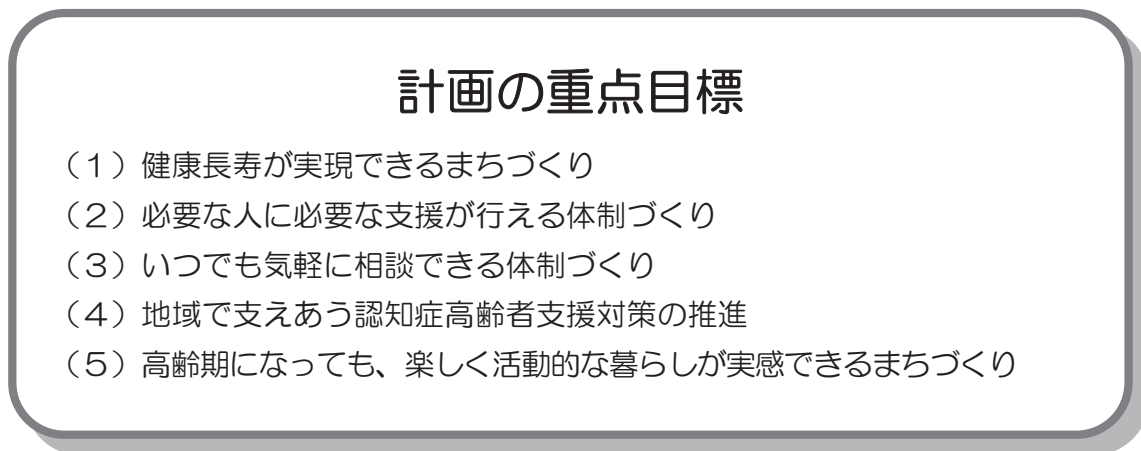 計画の重点目標
（１）健康長寿が実現できるまちづくり
（２）必要な人に必要な支援が行える体制づくり
（３）いつでも気軽に相談できる体制づくり
（４）地域で支えあう認知症高齢者支援対策の推進
（５）高齢期になっても、楽しく活動的な暮らしが実感できるまちづくり